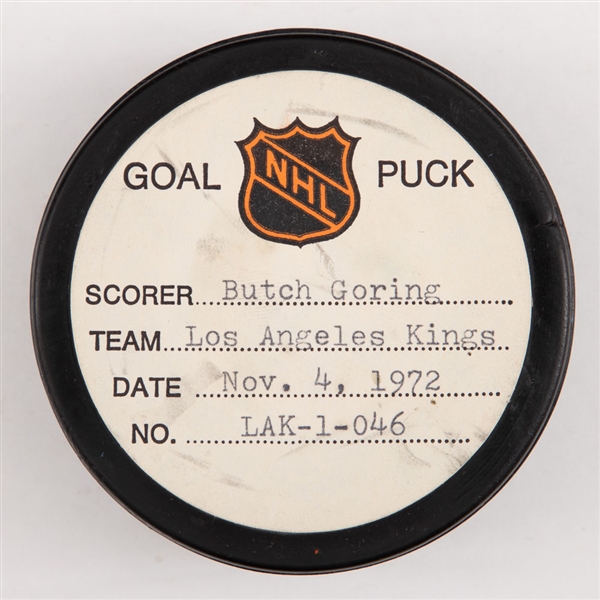 GOAL NHL PUCK
SCORER Butch Goring
TEAM Los Angeles Kings
DATE Nov. 4, 1972
NO. LAK-1-046